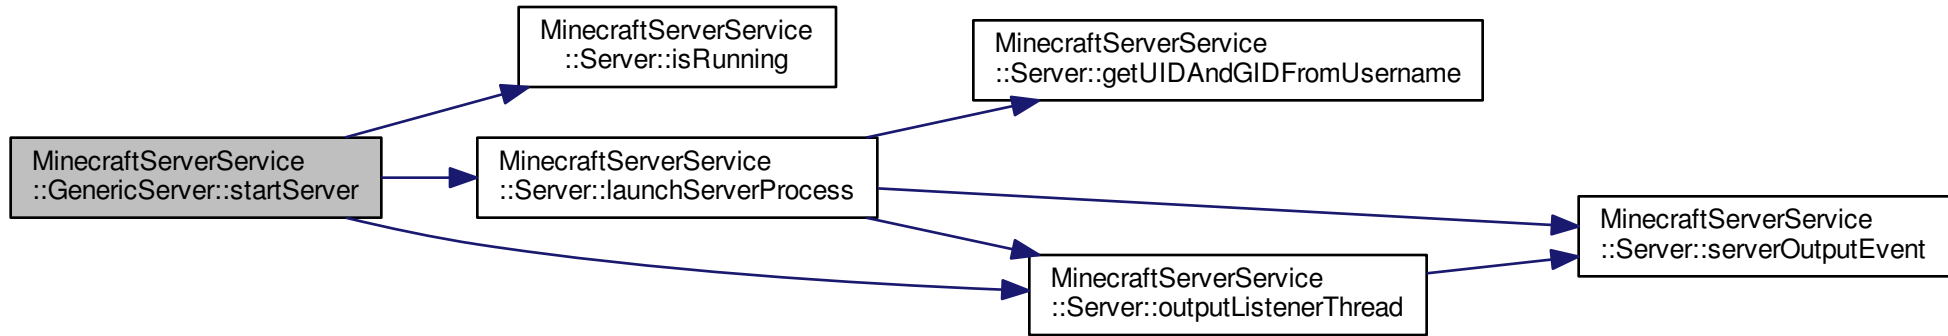 MinecraftServerService
::Server::isRunning
MinecraftServerService
::Server::getUIDAndGIDFromUsername
MinecraftServerService
::GenericServer::startServer
MinecraftServerService
::Server::launchServerProcess
MinecraftServerService
::Server::serverOutputEvent
MinecraftServerService
::Server::outputListenerThread